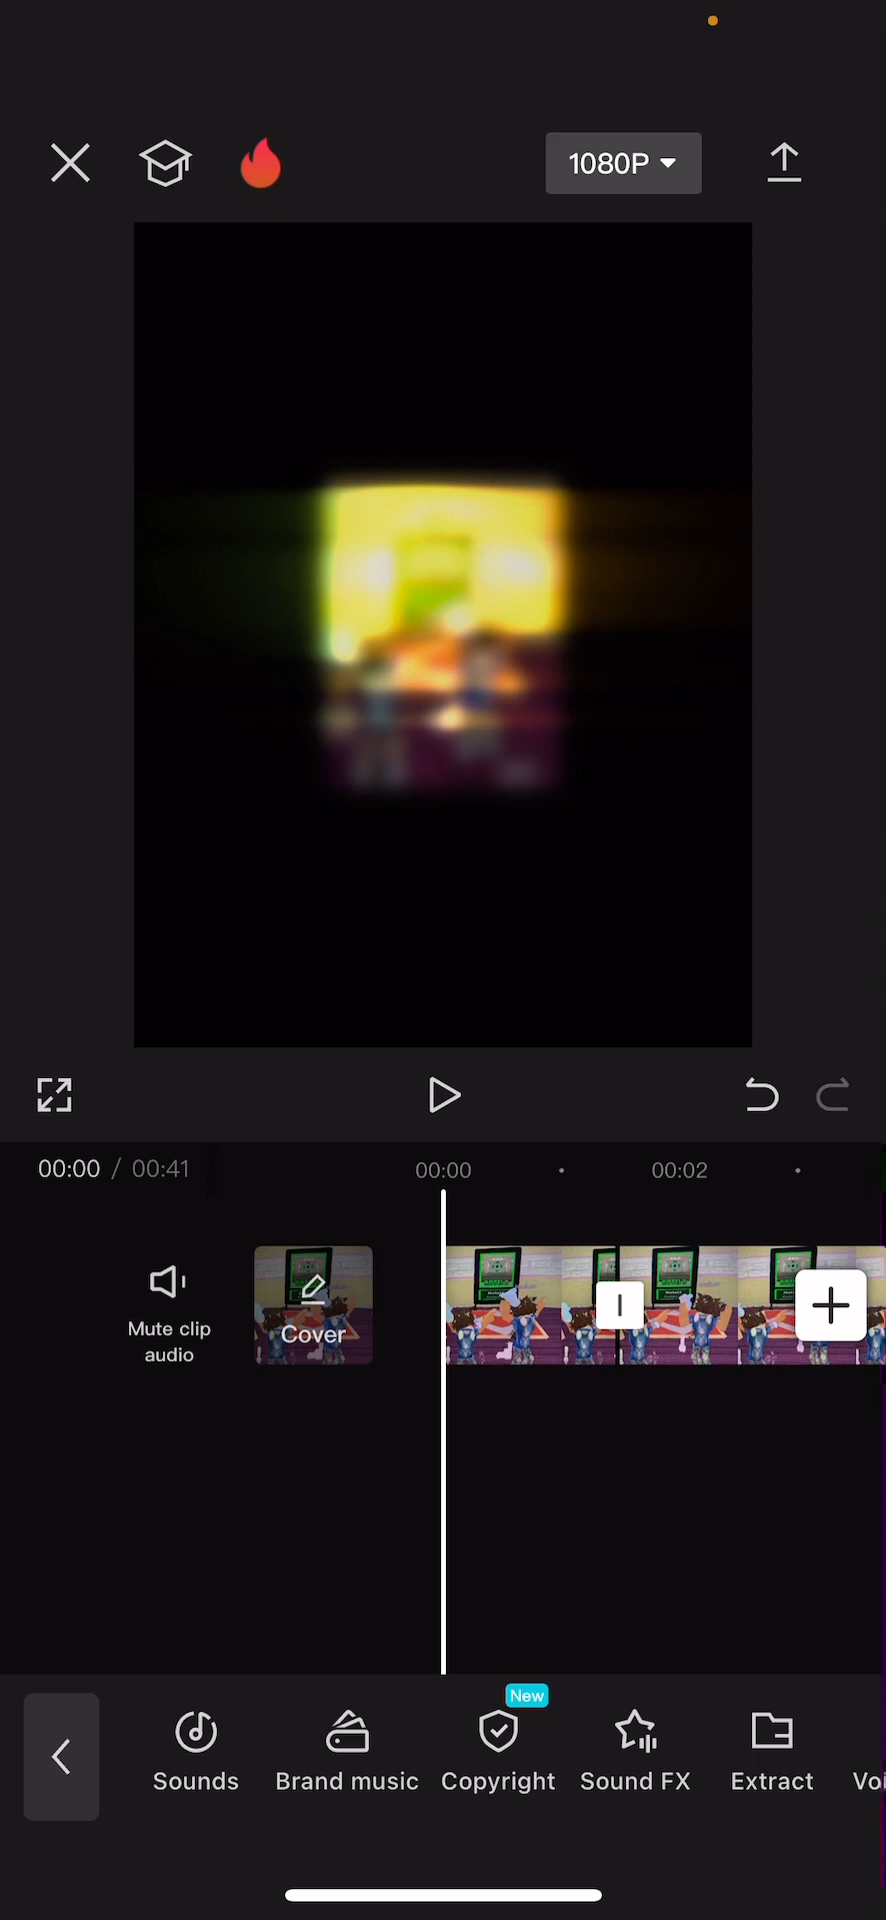 1080P
00:00 / 00:41
00:00
00:02
Mute clip
audio
Cover
New
Sounds
Brand music
Copyright
Sound FX
Extract